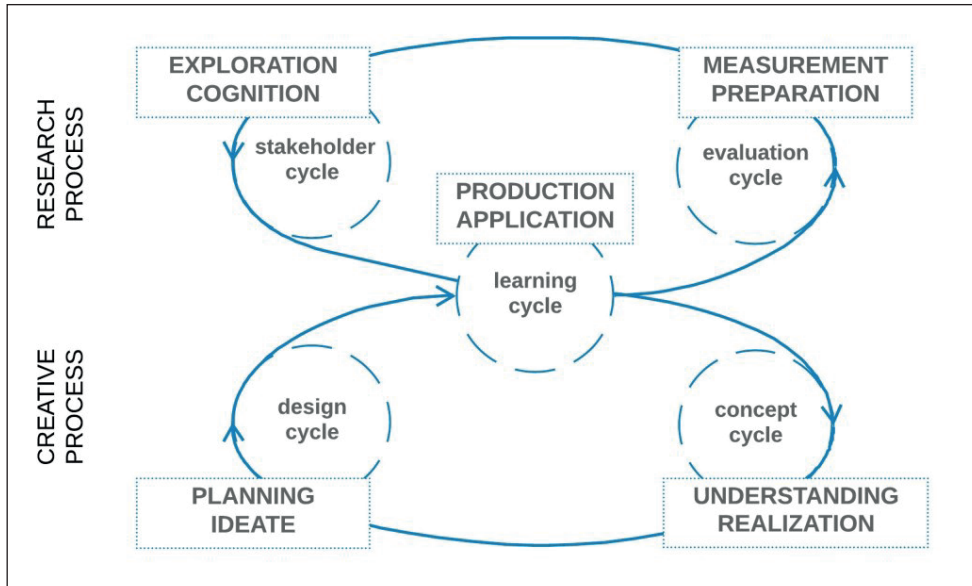 RESEARCH
PROCESS
EXPLORATION
COGNITION
stakeholder
cycle
MEASUREMENT
PREPARATION
evaluation
cycle
PRODUCTION
APPLICATION
learning
cycle
CREATIVE
PROCESS
design
cycle
PLANNING
IDEATE
concept
cycle
UNDERSTANDING
REALIZATION